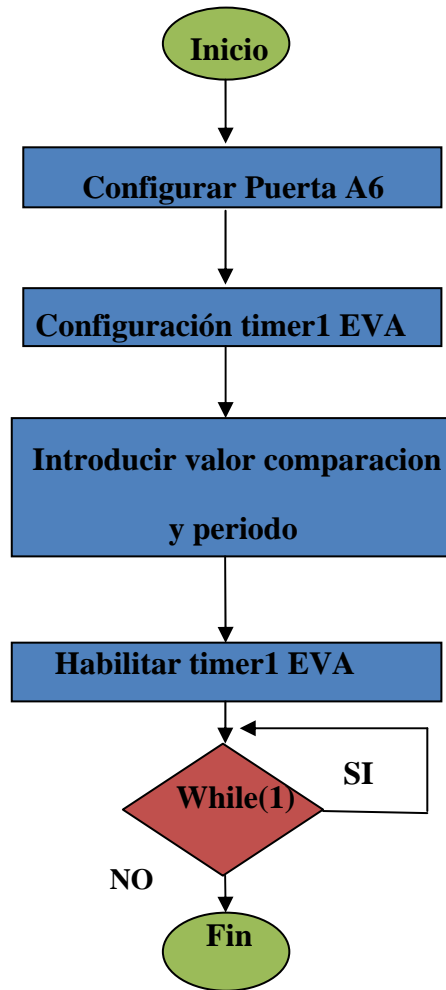 Inicio
Configurar Puerta A6
Configuración timer1 EVA
Introducir valor comparacion
y periodo
Habilitar timer1 EVA
While(1)
SI
NO
Fin